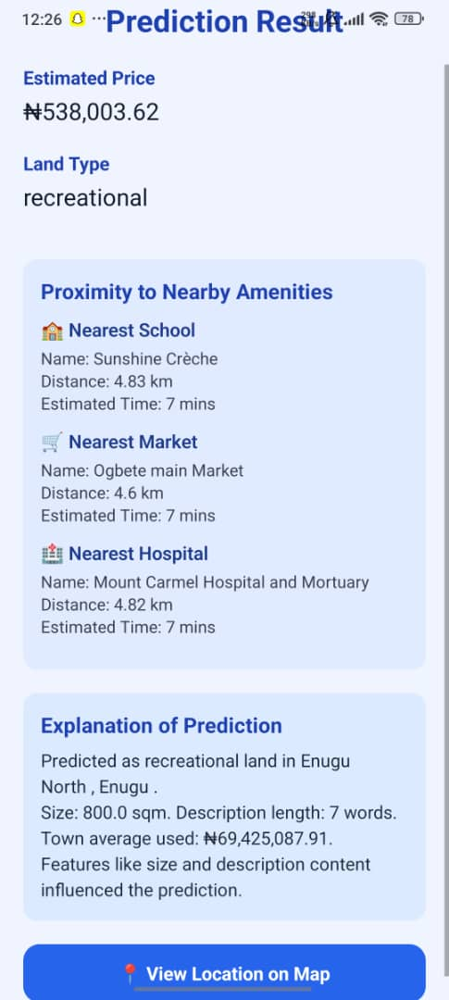 12:26 ... Prediction Result 78
Estimated Price
₦538,003.62
Land Type
recreational
Proximity to Nearby Amenities
Nearest School
Name: Sunshine Crèche
Distance: 4.83 km
Estimated Time: 7 mins
Nearest Market
Name: Ogbete main Market
Distance: 4.6 km
Estimated Time: 7 mins
Nearest Hospital
Name: Mount Carmel Hospital and Mortuary
Distance: 4.82 km
Estimated Time: 7 mins
Explanation of Prediction
Predicted as recreational land in Enugu
North , Enugu .
Size: 800.0 sqm. Description length: 7 words.
Town average used: ₦69,425,087.91.
Features like size and description content
influenced the prediction.
View Location on Map